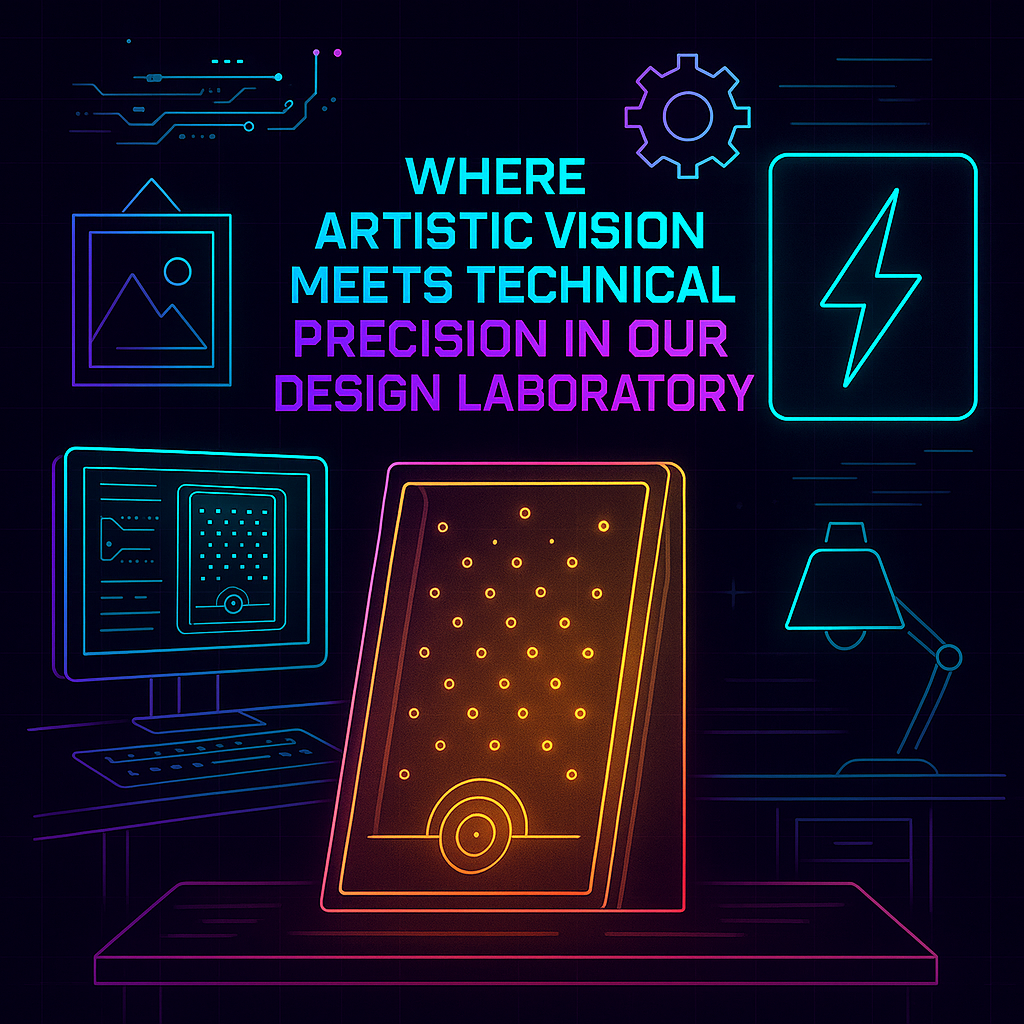 WHERE
ARTISTIC VISION
MEETS TECHNICAL
PRECISION IN OUR
DESIGN LABORATORY